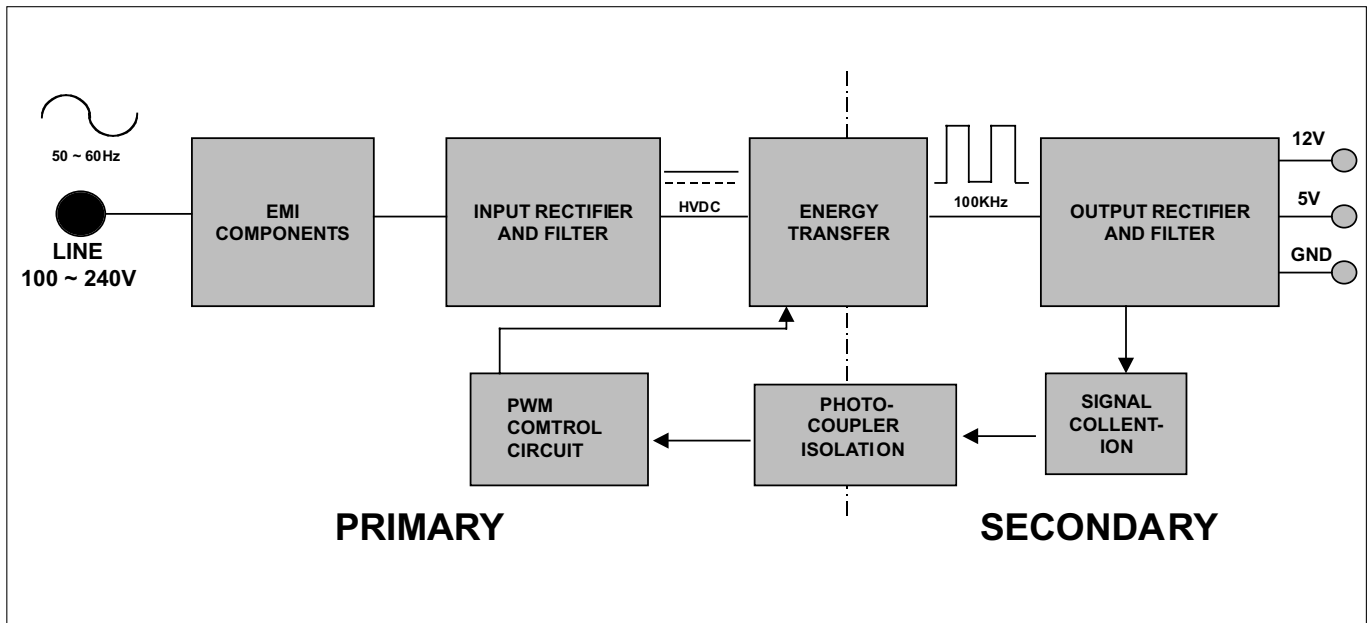 50 ~ 60Hz
LINE
100 ~ 240V
EMI
COMPONENTS
INPUT RECTIFIER
AND FILTER
HVDC
ENERGY
TRANSFER
100KHz
OUTPUT RECTIFIER
AND FILTER
12V
5V
GND
PWM
COMTROL
CIRCUIT
PHOTO-
COUPLER
ISOLATION
SIGNAL
COLLENT-
ION
PRIMARY
SECONDARY